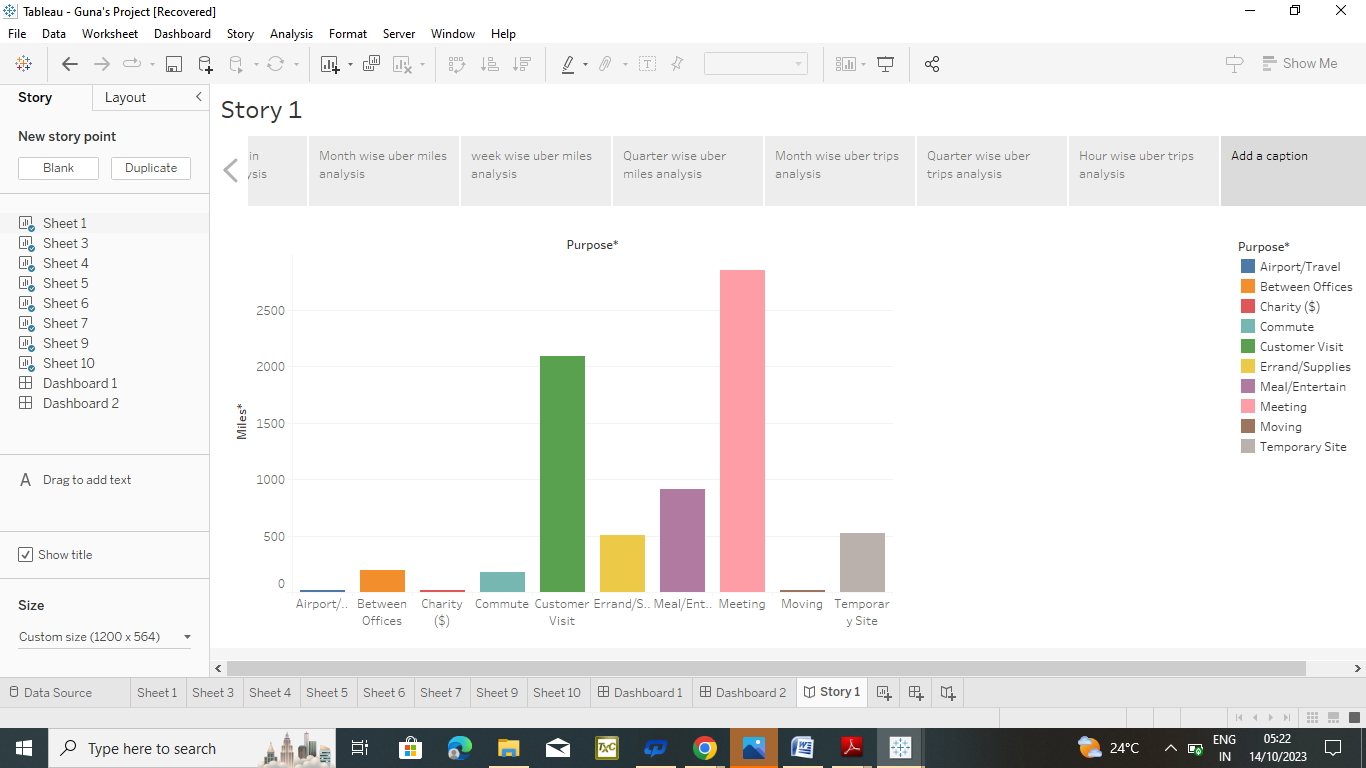 Tableau - Guna's Project [Recovered]
File Data Worksheet Dashboard Story Analysis Format Server Window Help
Show Me
Story Layout
New story point
Blank Duplicate
Sheet 1
Sheet 3
Sheet 4
Sheet 5
Sheet 6
Sheet 7
Sheet 9
Sheet 10
Dashboard 1
Dashboard 2
A Drag to add text
Show title
Size
Custom size (1200 x 564)
Story 1
in
ysis
Month wise uber miles
analysis
week wise uber miles
analysis
Quarter wise uber
miles analysis
Month wise uber trips
analysis
Quarter wise uber
trips analysis
Hour wise uber trips
analysis
Add a caption
Purpose*
Miles*
2500
2000
1500
1000
500
0
Airport/..
Between
Offices
Charity
($)
Commute
Customer
Visit
Errand/S..
Meal/Ent..
Meeting
Moving
Temporar
y Site
Purpose*
Airport/Travel
Between Offices
Charity ($)
Commute
Customer Visit
Errand/Supplies
Meal/Entertain
Meeting
Moving
Temporary Site
Data Source Sheet 1 Sheet 3 Sheet 4 Sheet 5 Sheet 6 Sheet 7 Sheet 9 Sheet 10 Dashboard 1 Dashboard 2 Story 1
Type here to search
TXC
24°C
ENG
IN
05:22
14/10/2023